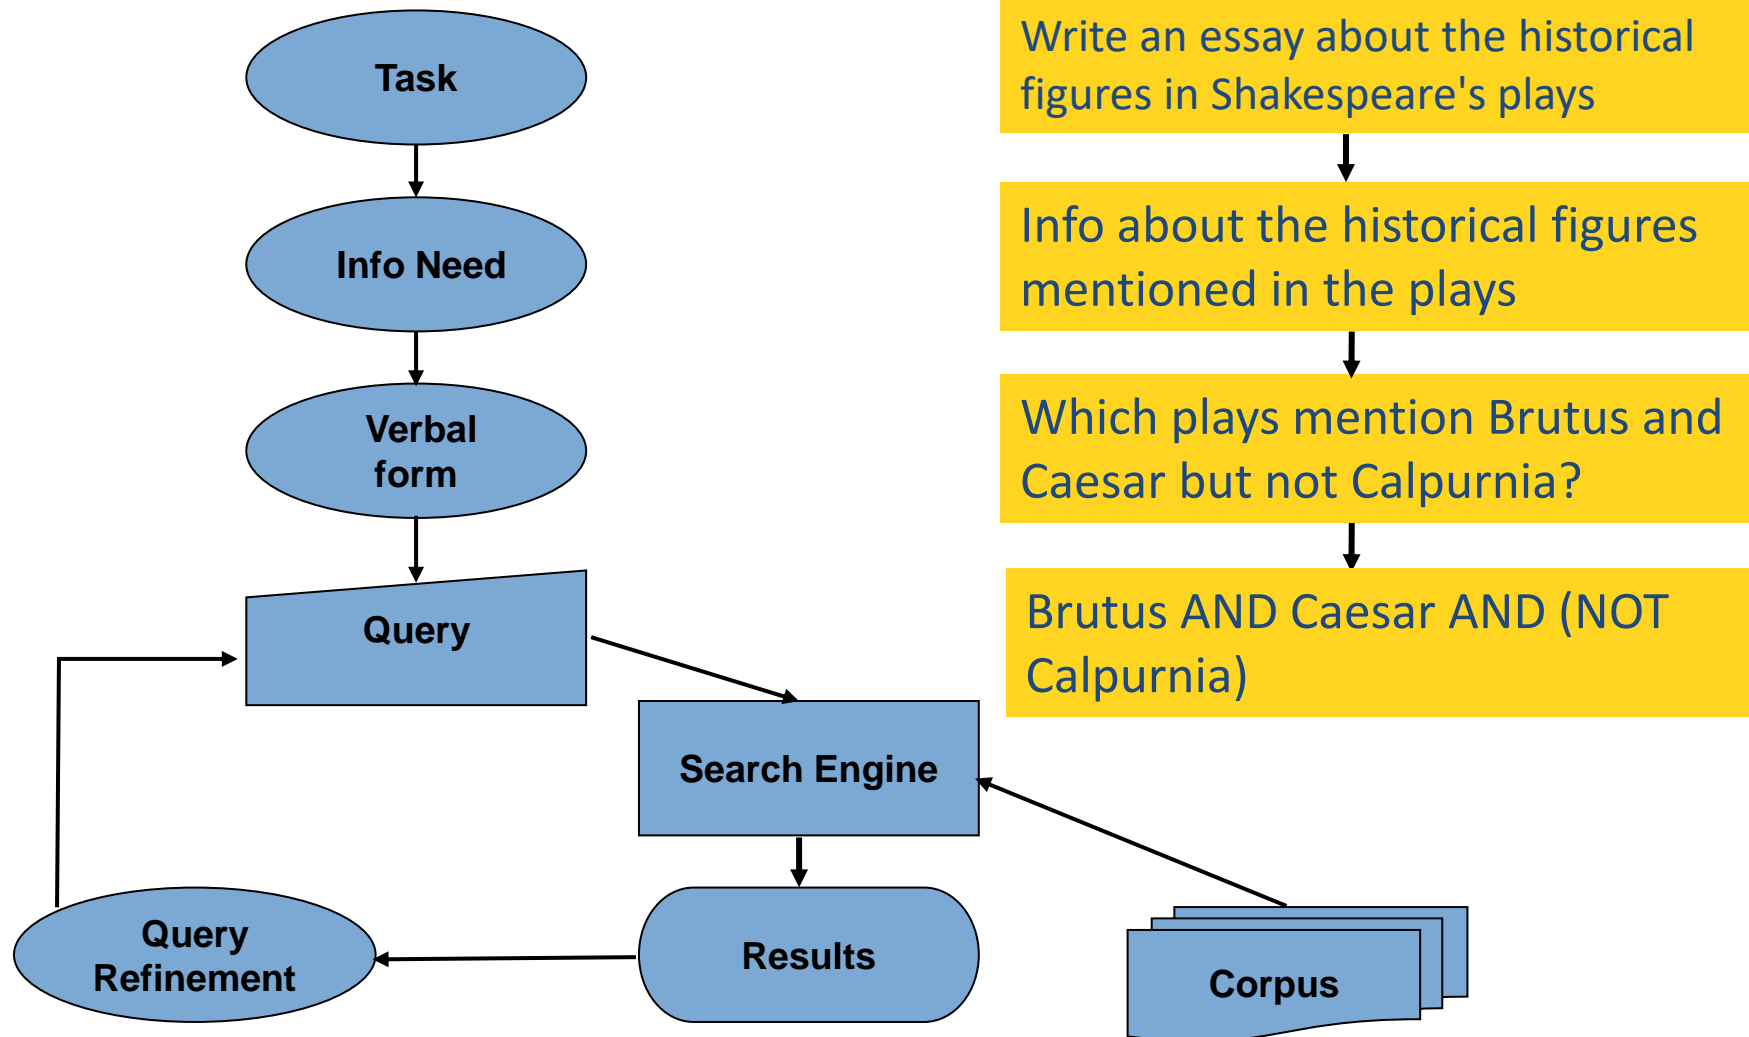 Task
Info Need
Verbal
form
Query
Search Engine
Results
Query
Refinement
Corpus
Write an essay about the historical
figures in Shakespeare's plays
Info about the historical figures
mentioned in the plays
Which plays mention Brutus and
Caesar but not Calpurnia?
Brutus AND Caesar AND (NOT
Calpurnia)